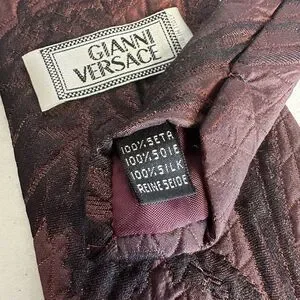 GIANNI
VERSACE
100% SETA
100% SOIE
100% SILK
REINE SEIDE